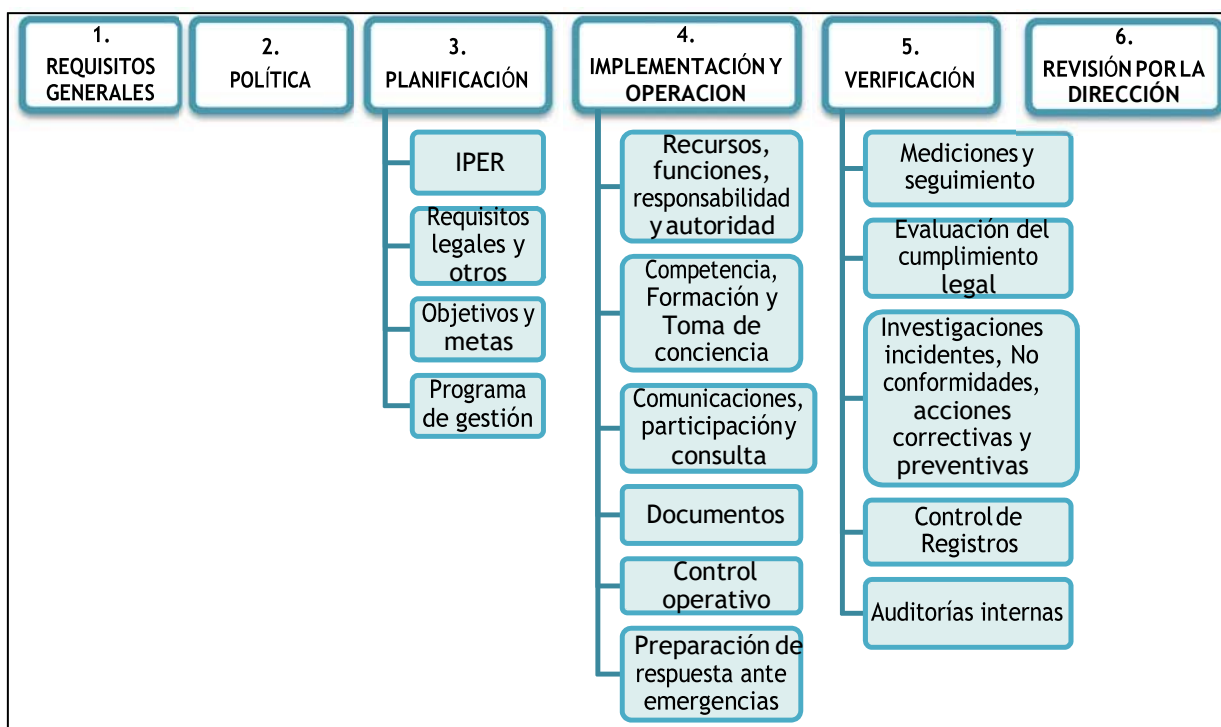 1.
REQUISITOS
GENERALES
2.
POLÍTICA
3.
PLANIFICACIÓN
IPER
Requisitos
legales y
otros
Objetivos y
metas
Programa
de gestión
4.
IMPLEMENTACIÓN Y
OPERACION
Recursos,
funciones,
responsabilidad
y autoridad
Competencia,
Formación y
Toma de
conciencia
Comunicaciones,
participación y
consulta
Documentos
Control
operativo
Preparación de
respuesta ante
emergencias
5.
VERIFICACIÓN
Mediciones y
seguimiento
Evaluación del
cumplimiento
legal
Investigaciones
incidentes, No
conformidades,
acciones
correctivas y
preventivas
Control de
Registros
Auditorías internas
6.
REVISIÓN POR LA
DIRECCIÓN